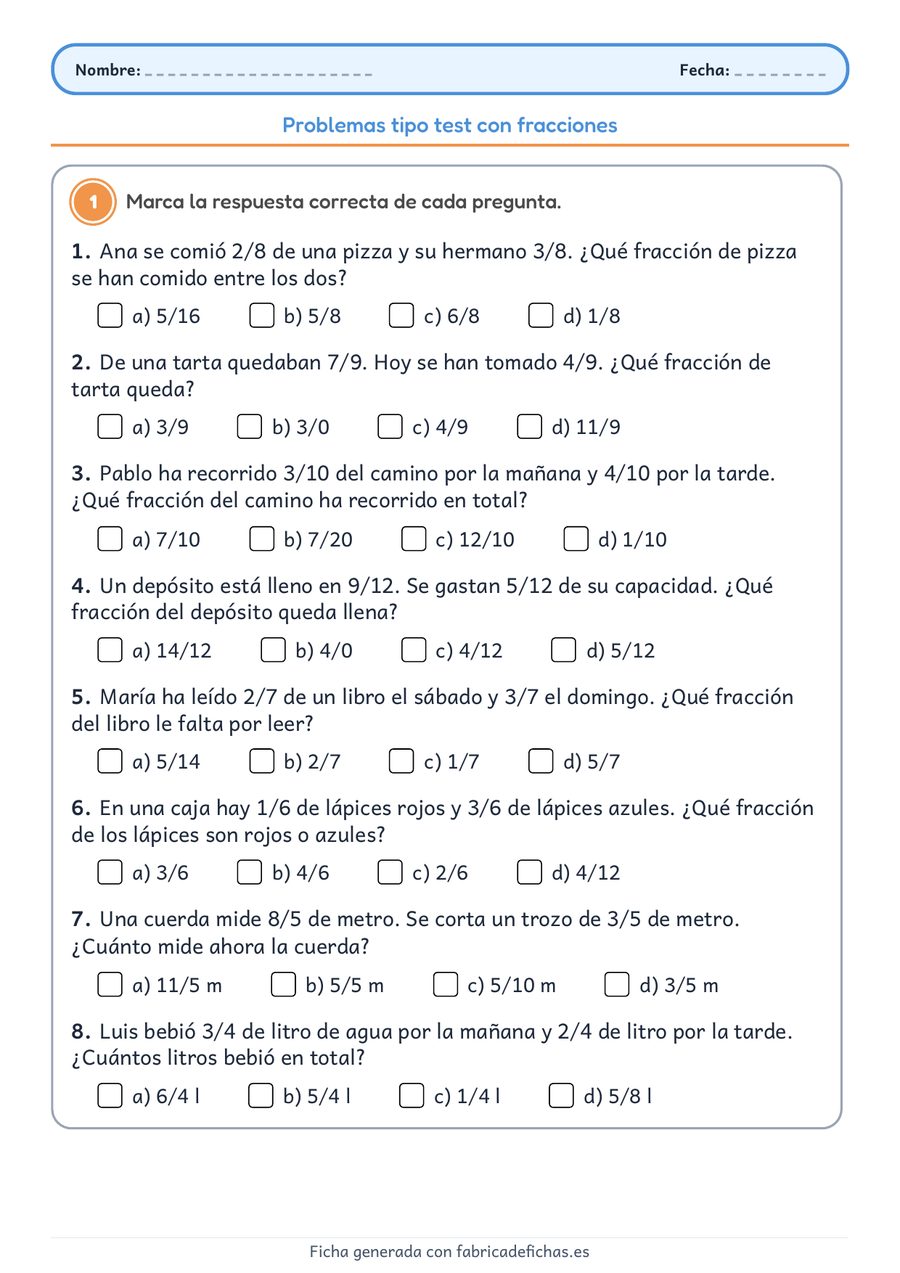 Nombre:
Fecha:
Problemas tipo test con fracciones
1 Marca la respuesta correcta de cada pregunta.
1. Ana se comió 2/8 de una pizza y su hermano 3/8. ¿Qué fracción de pizza
se han comido entre los dos?
a) 5/16 b) 5/8 c) 6/8 d) 1/8
2. De una tarta quedaban 7/9. Hoy se han tomado 4/9. ¿Qué fracción de
tarta queda?
a) 3/9 b) 3/0 c) 4/9 d) 11/9
3. Pablo ha recorrido 3/10 del camino por la mañana y 4/10 por la tarde.
¿Qué fracción del camino ha recorrido en total?
a) 7/10 b) 7/20 c) 12/10 d) 1/10
4. Un depósito está lleno en 9/12. Se gastan 5/12 de su capacidad. ¿Qué
fracción del depósito queda llena?
a) 14/12 b) 4/0 c) 4/12 d) 5/12
5. María ha leído 2/7 de un libro el sábado y 3/7 el domingo. ¿Qué fracción
del libro le falta por leer?
a) 5/14 b) 2/7 c) 1/7 d) 5/7
6. En una caja hay 1/6 de lápices rojos y 3/6 de lápices azules. ¿Qué fracción
de los lápices son rojos o azules?
a) 3/6 b) 4/6 c) 2/6 d) 4/12
7. Una cuerda mide 8/5 de metro. Se corta un trozo de 3/5 de metro.
¿Cuánto mide ahora la cuerda?
a) 11/5 m b) 5/5 m c) 5/10 m d) 3/5 m
8. Luis bebió 3/4 de litro de agua por la mañana y 2/4 de litro por la tarde.
¿Cuántos litros bebió en total?
a) 6/4 l b) 5/4 l c) 1/4 l d) 5/8 l
Ficha generada con fabricadefichas.es